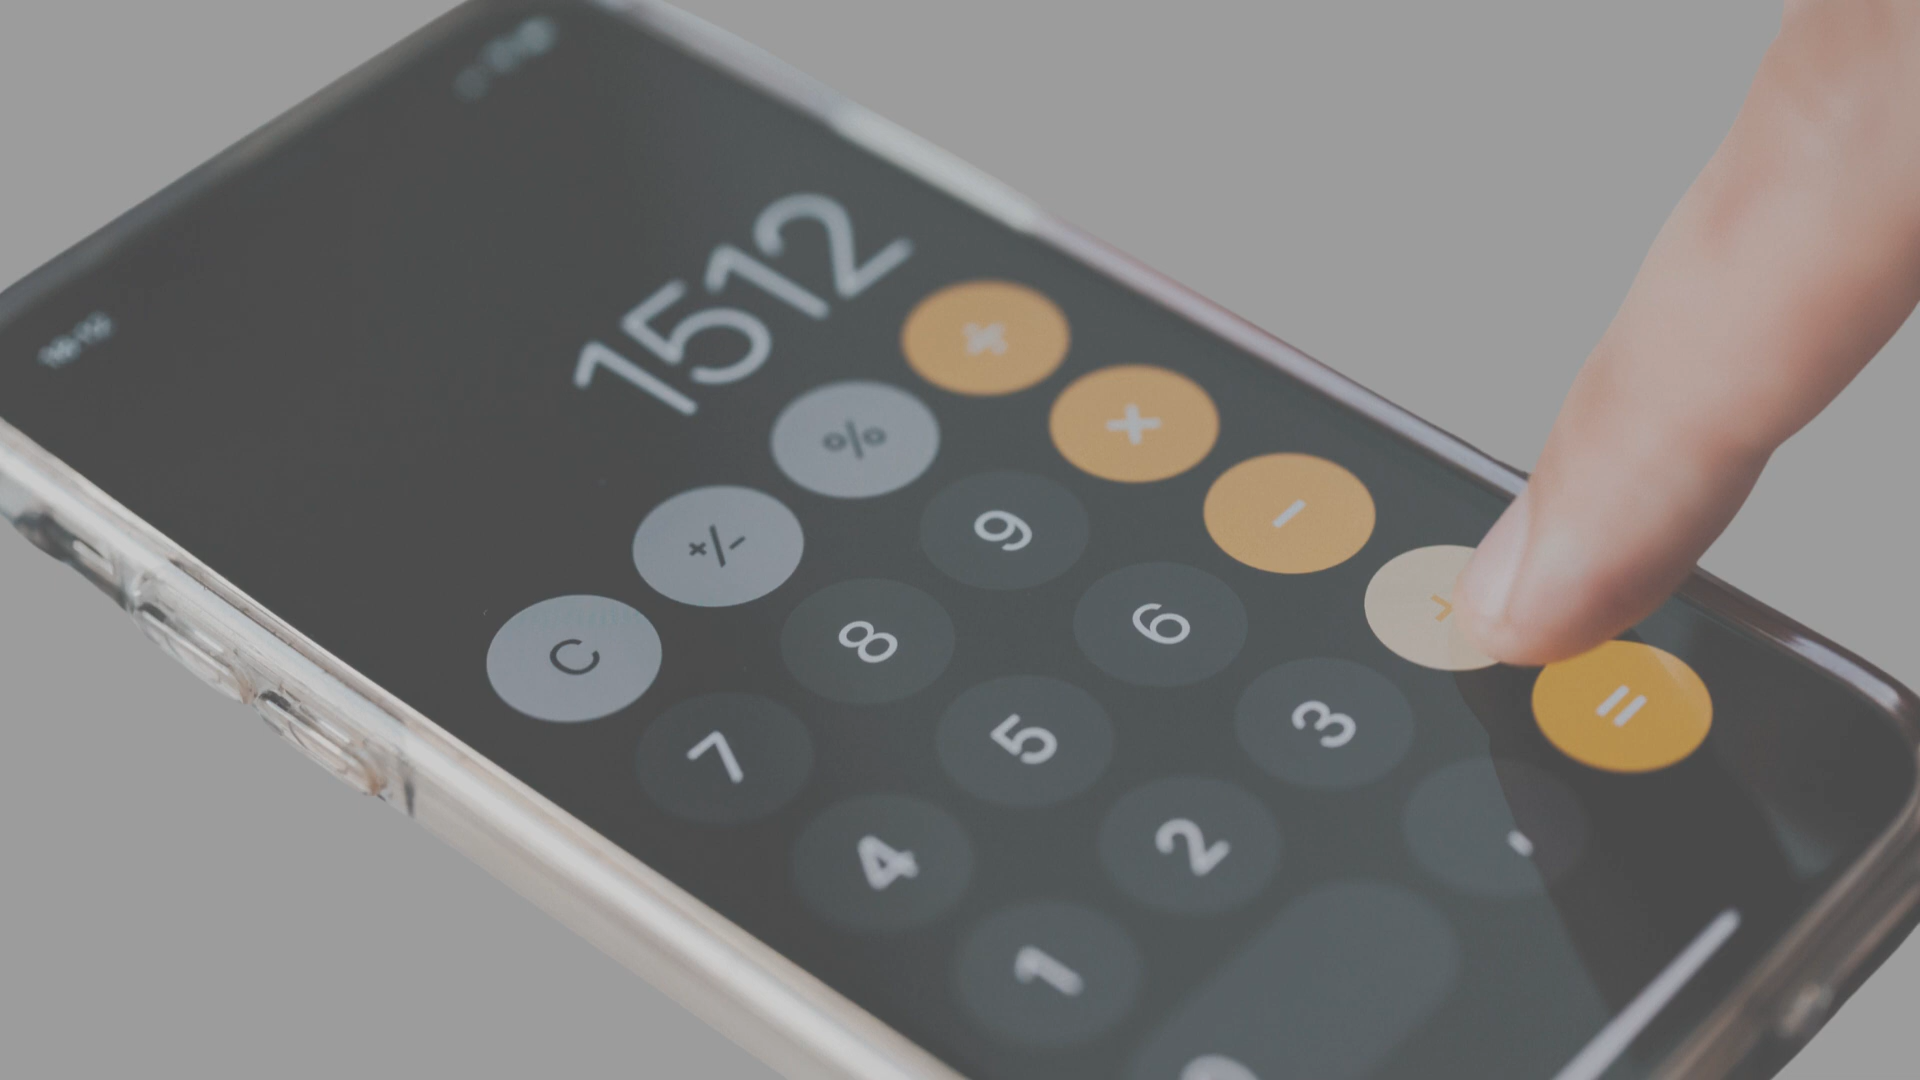 1512
C +/- % ÷
7 8 9 ×
4 5 6 −
1 2 3
, =